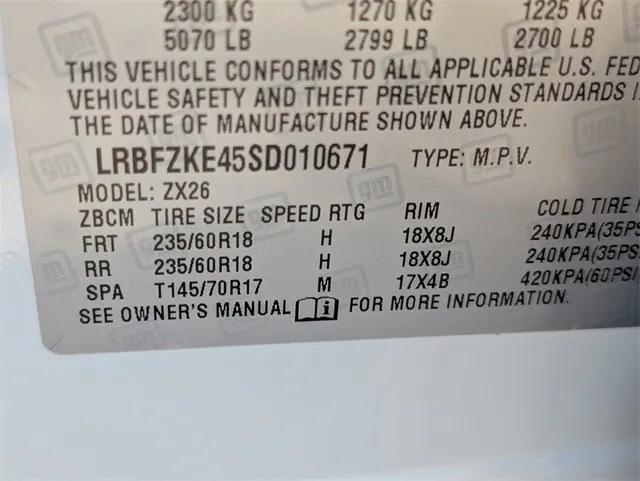 2300 KG 1270 KG 1225 KG
5070 LB 2799 LB 2700 LB
THIS VEHICLE CONFORMS TO ALL APPLICABLE U.S. FED
VEHICLE SAFETY AND THEFT PREVENTION STANDARDS I
THE DATE OF MANUFACTURE SHOWN ABOVE.
LRBFZKE45SD010671 TYPE: M.P.V.
MODEL: ZX26
ZBCM TIRE SIZE SPEED RTG RIM COLD TIRE
FRT 235/60R18 H 18X8J 240KPA(35PS
RR 235/60R18 H 18X8J 240KPA(35PS
SPA T145/70R17 M 17X4B 420KPA(60PSI
SEE OWNER'S MANUAL i FOR MORE INFORMATION.